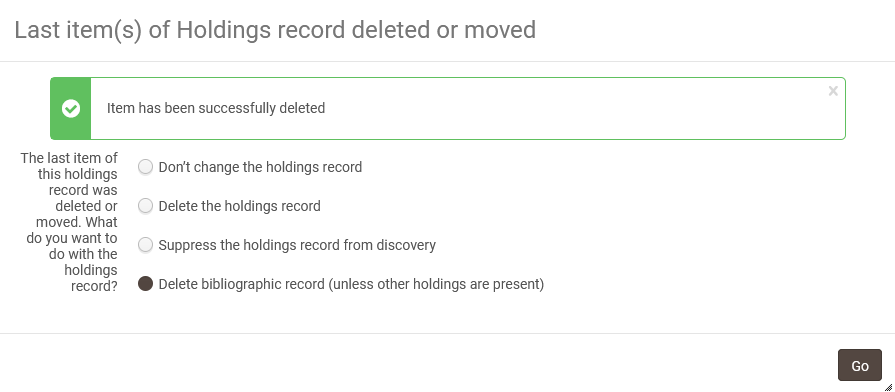 Last item(s) of Holdings record deleted or moved
Item has been successfully deleted
×
The last item of
this holdings
record was
deleted or
moved. What
do you want to
do with the
holdings
record?
Don't change the holdings record
Delete the holdings record
Suppress the holdings record from discovery
Delete bibliographic record (unless other holdings are present)
Go